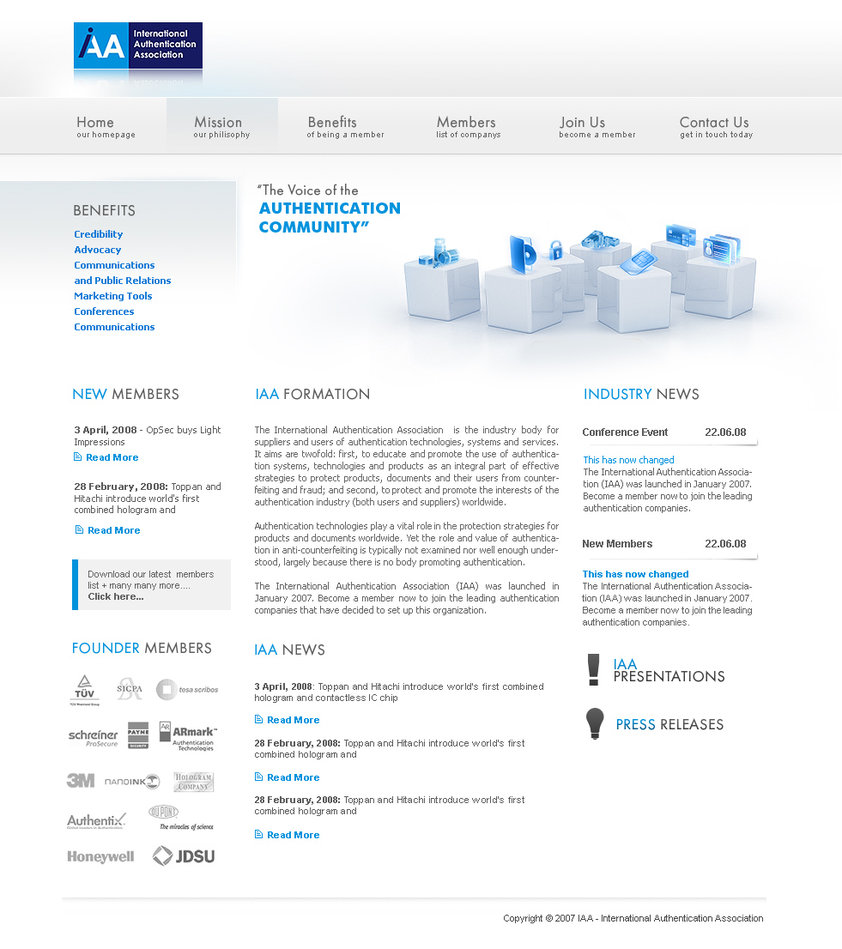 iAA
International
Authentication
Association
Home
our homepage
Mission
our philisophy
Benefits
of being a member
Members
list of companys
Join Us
become a member
Contact Us
get in touch today
BENEFITS
Credibility
Advocacy
Communications
and Public Relations
Marketing Tools
Conferences
Communications
“The Voice of the
AUTHENTICATION
COMMUNITY”
NEW MEMBERS
3 April, 2008 - OpSec buys Light
Impressions
Read More
28 February, 2008: Toppan and
Hitachi introduce world's first
combined hologram and
Read More
Download our latest members
list + many many more....
Click here...
FOUNDER MEMBERS
TÜV
SICPA
tesa scribos
schreiner
ProSecure
PAYNE
SECURITY
AR
ARmark
Authentication
Technologies
3M
NANOINK
HOLOGRAM
COMPANY
Authentix
DUPONT
The miracles of science
Honeywell
JDSU
IAA FORMATION
The International Authentication Association is the industry body for
suppliers and users of authentication technologies, systems and services.
It aims are twofold: first, to educate and promote the use of authentica-
tion systems, technologies and products as an integral part of effective
strategies to protect products, documents and their users from counter-
feiting and fraud; and second, to protect and promote the interests of the
authentication industry (both users and suppliers) worldwide.
Authentication technologies play a vital role in the protection strategies for
products and documents worldwide. Yet the role and value of authentica-
tion in anti-counterfeiting is typically not examined nor well enough under-
stood, largely because there is no body promoting authentication.
The International Authentication Association (IAA) was launched in
January 2007. Become a member now to join the leading authentication
companies that have decided to set up this organization.
IAA NEWS
3 April, 2008: Toppan and Hitachi introduce world's first combined
hologram and contactless IC chip
Read More
28 February, 2008: Toppan and Hitachi introduce world's first
combined hologram and
Read More
28 February, 2008: Toppan and Hitachi introduce world's first
combined hologram and
Read More
INDUSTRY NEWS
Conference Event 22.06.08
This has now changed
The International Authentication Associa-
tion (IAA) was launched in January 2007.
Become a member now to join the leading
authentication companies.
New Members 22.06.08
This has now changed
The International Authentication Associa-
tion (IAA) was launched in January 2007.
Become a member now to join the leading
authentication companies.
IAA
PRESENTATIONS
PRESS RELEASES
Copyright © 2007 IAA - International Authentication Association